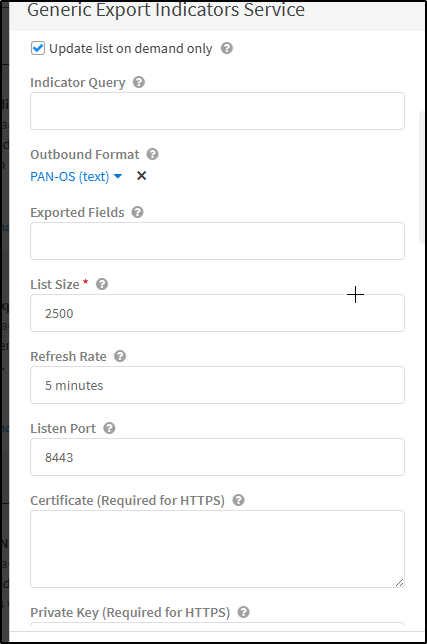 Generic Export Indicators Service
Update list on demand only
Indicator Query
Outbound Format
PAN-OS (text)
Exported Fields
List Size *
2500
Refresh Rate
5 minutes
Listen Port
8443
Certificate (Required for HTTPS)
Private Key (Required for HTTPS)